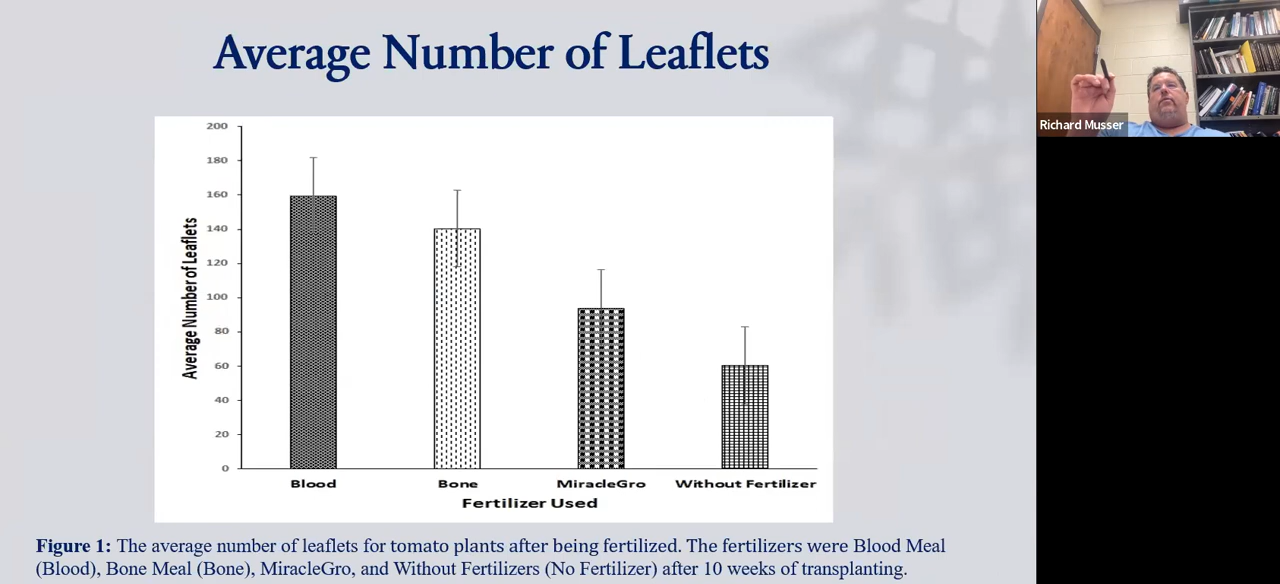 Average Number of Leaflets
Richard Musser
200
180
160
140
120
100
80
60
40
20
0
Average Number of Leaflets
Blood Bone MiracleGro Without Fertilizer
Fertilizer Used
Figure 1: The average number of leaflets for tomato plants after being fertilized. The fertilizers were Blood Meal
(Blood), Bone Meal (Bone), MiracleGro, and Without Fertilizers (No Fertilizer) after 10 weeks of transplanting.